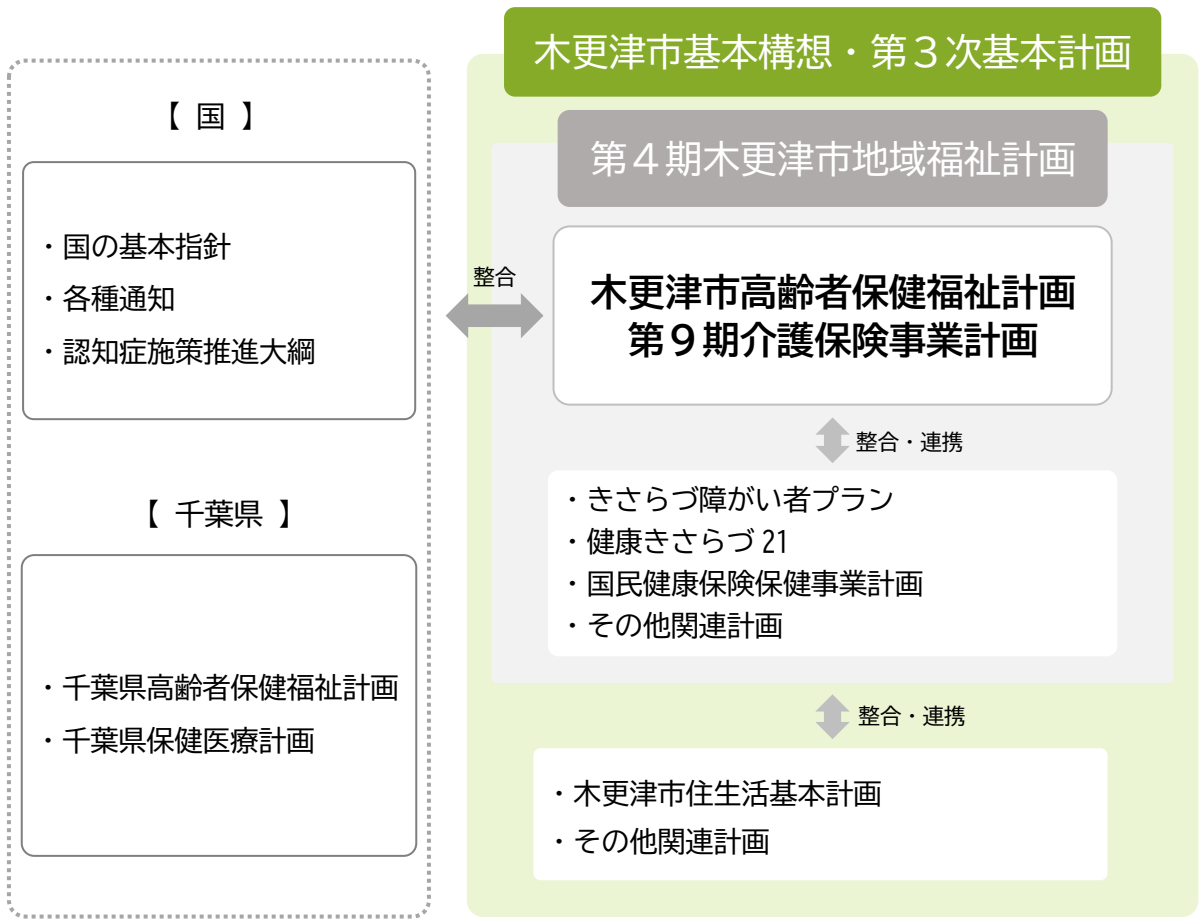 【 国 】
・国の基本指針
・各種通知
・認知症施策推進大綱
【 千葉県 】
・千葉県高齢者保健福祉計画
・千葉県保健医療計画
整合
木更津市基本構想・第３次基本計画
第４期木更津市地域福祉計画
木更津市高齢者保健福祉計画
第９期介護保険事業計画
整合・連携
・きさらづ障がい者プラン
・健康きさらづ 21
・国民健康保険保健事業計画
・その他関連計画
整合・連携
・木更津市住生活基本計画
・その他関連計画